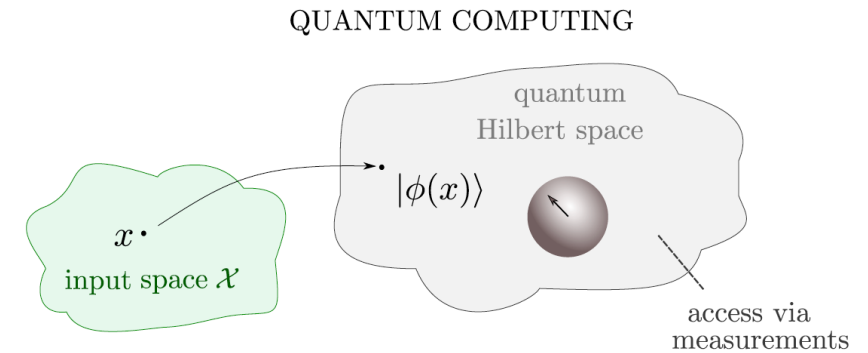 QUANTUM COMPUTING
quantum
Hilbert space
|ϕ(x)⟩
x
input space 𝒳
access via
measurements